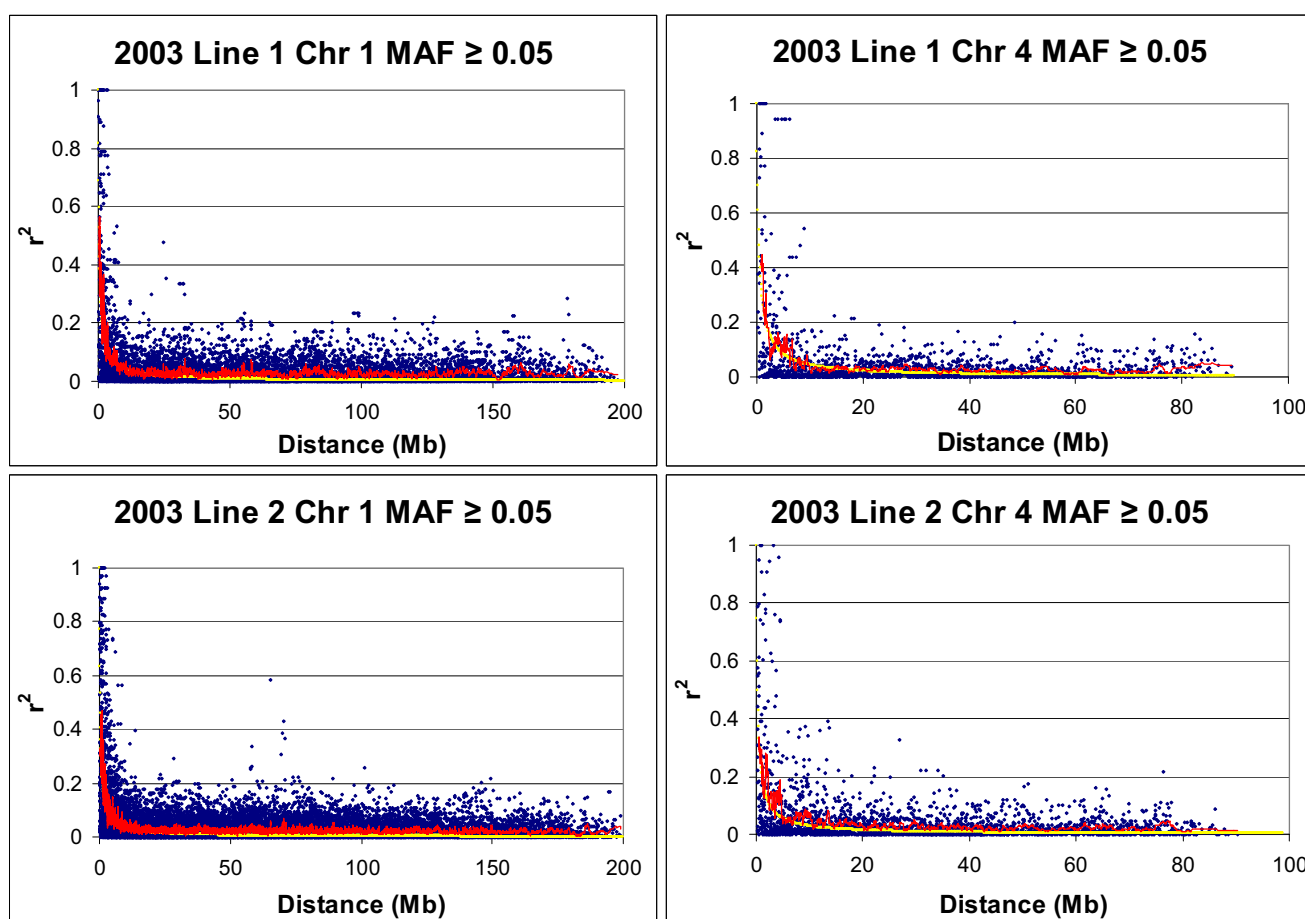 2003 Line 1 Chr 1 MAF ≥ 0.05
1
0.8
0.6
0.4
0.2
0
r²
0 50 100 150 200
Distance (Mb)
2003 Line 1 Chr 4 MAF ≥ 0.05
1
0.8
0.6
0.4
0.2
0
r²
0 20 40 60 80 100
Distance (Mb)
2003 Line 2 Chr 1 MAF ≥ 0.05
1
0.8
0.6
0.4
0.2
0
r²
0 50 100 150 200
Distance (Mb)
2003 Line 2 Chr 4 MAF ≥ 0.05
1
0.8
0.6
0.4
0.2
0
r²
0 20 40 60 80 100
Distance (Mb)